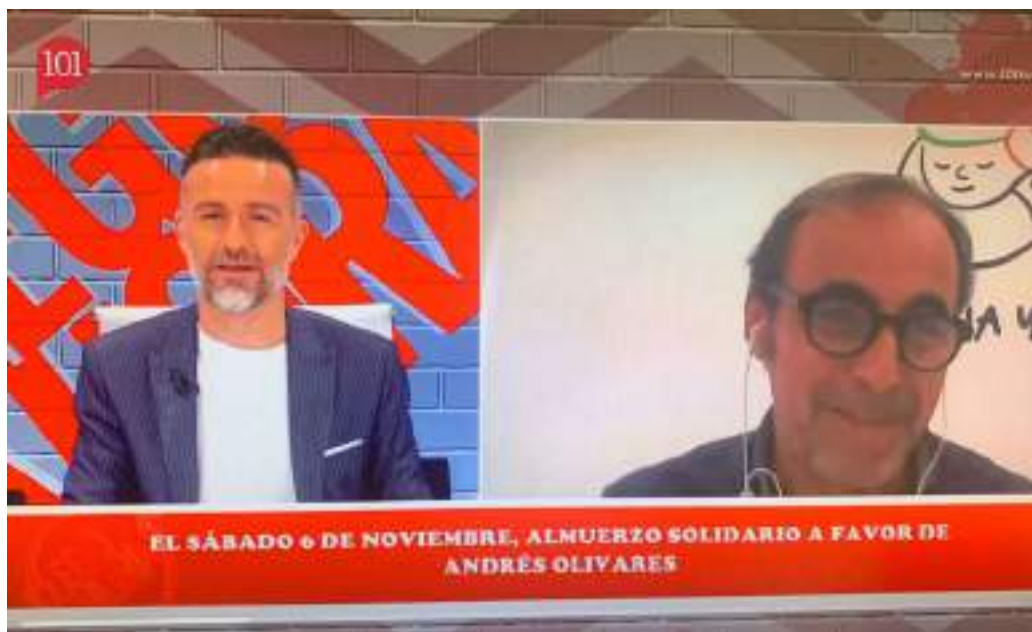 101
EL SÁBADO 6 DE NOVIEMBRE, ALMUERZO SOLIDARIO A FAVOR DE
ANDRÉS OLIVARES